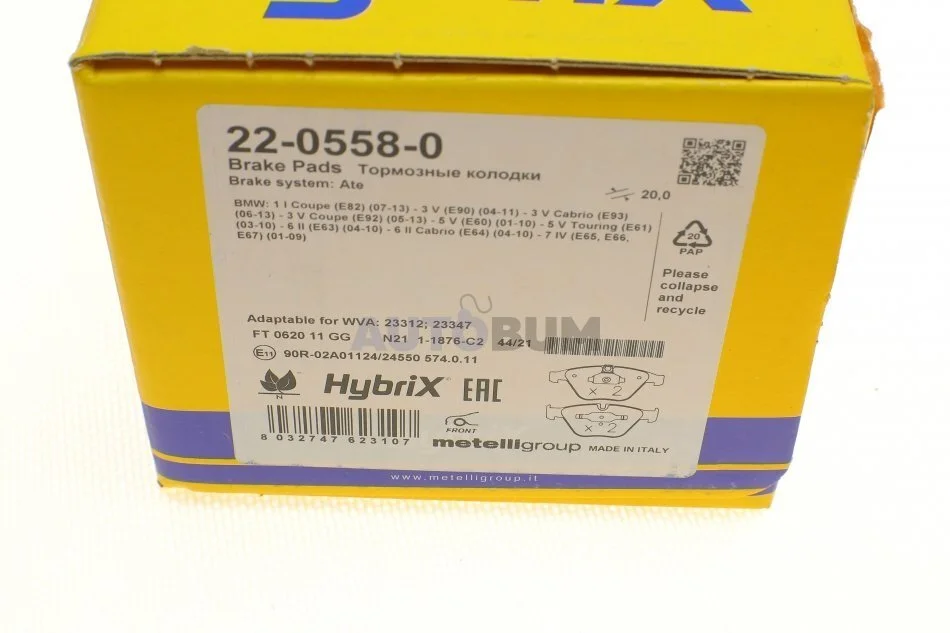 22-0558-0
Brake Pads Тормозные колодки
Brake system: Ate
20,0
BMW: 1 I Coupe (E82) (07-13) - 3 V (E90) (04-11) - 3 V Cabrio (E93)
(06-13) - 3 V Coupe (E92) (05-13) - 5 V (E60) (01-10) - 5 V Touring (E61)
(03-10) - 6 II (E63) (04-10) - 6 II Cabrio (E64) (04-10) - 7 IV (E65, E66,
E67) (01-09)
20
PAP
Please
collapse
and
recycle
Adaptable for WVA: 23312; 23347
AUTOBUM
FT 0620 11 GG N21 1-1876-C2 44/21
E11 90R-02A01124/24550 574.0.11
N
HybriX EAC
x 2
x 2
8 032747 623107
FRONT
metelligroup MADE IN ITALY
www.metelligroup.it